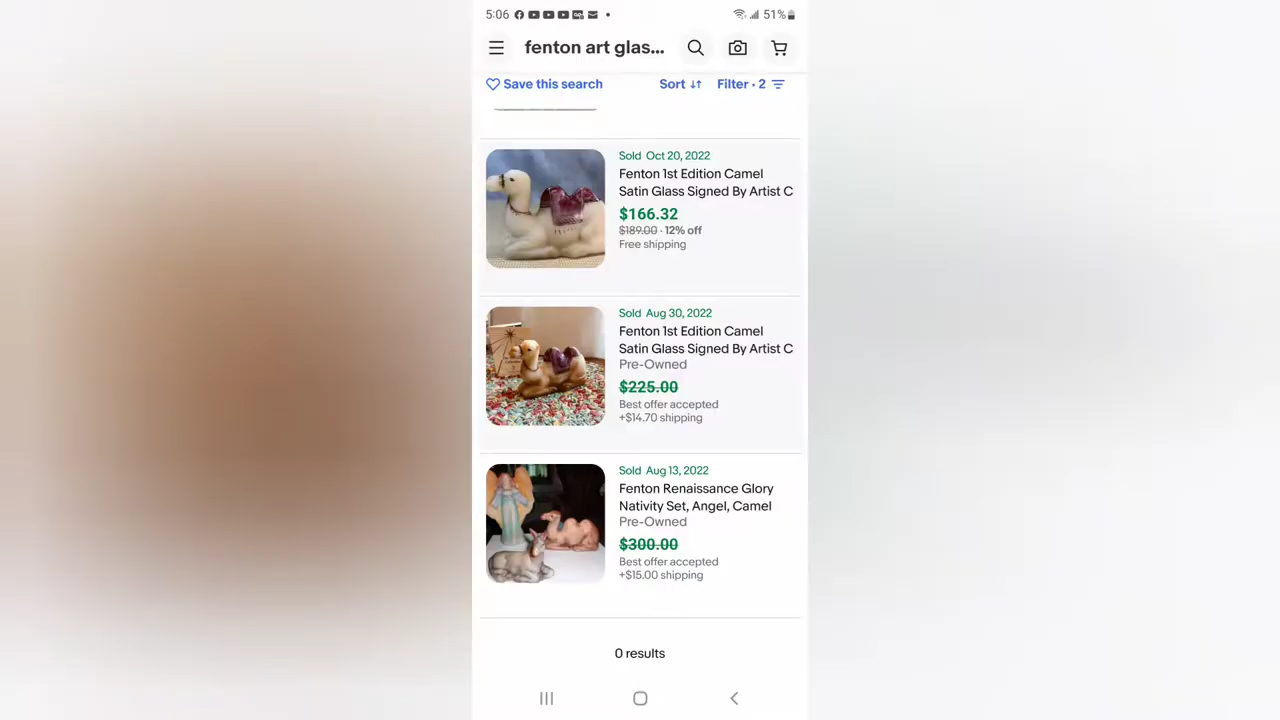 5:06
51%
fenton art glas...
Save this search
Sort
Filter · 2
Sold Oct 20, 2022
Fenton 1st Edition Camel
Satin Glass Signed By Artist C
$166.32
$189.00 · 12% off
Free shipping
Sold Aug 30, 2022
Fenton 1st Edition Camel
Satin Glass Signed By Artist C
Pre-Owned
$225.00
Best offer accepted
+$14.70 shipping
Sold Aug 13, 2022
Fenton Renaissance Glory
Nativity Set, Angel, Camel
Pre-Owned
$300.00
Best offer accepted
+$15.00 shipping
0 results